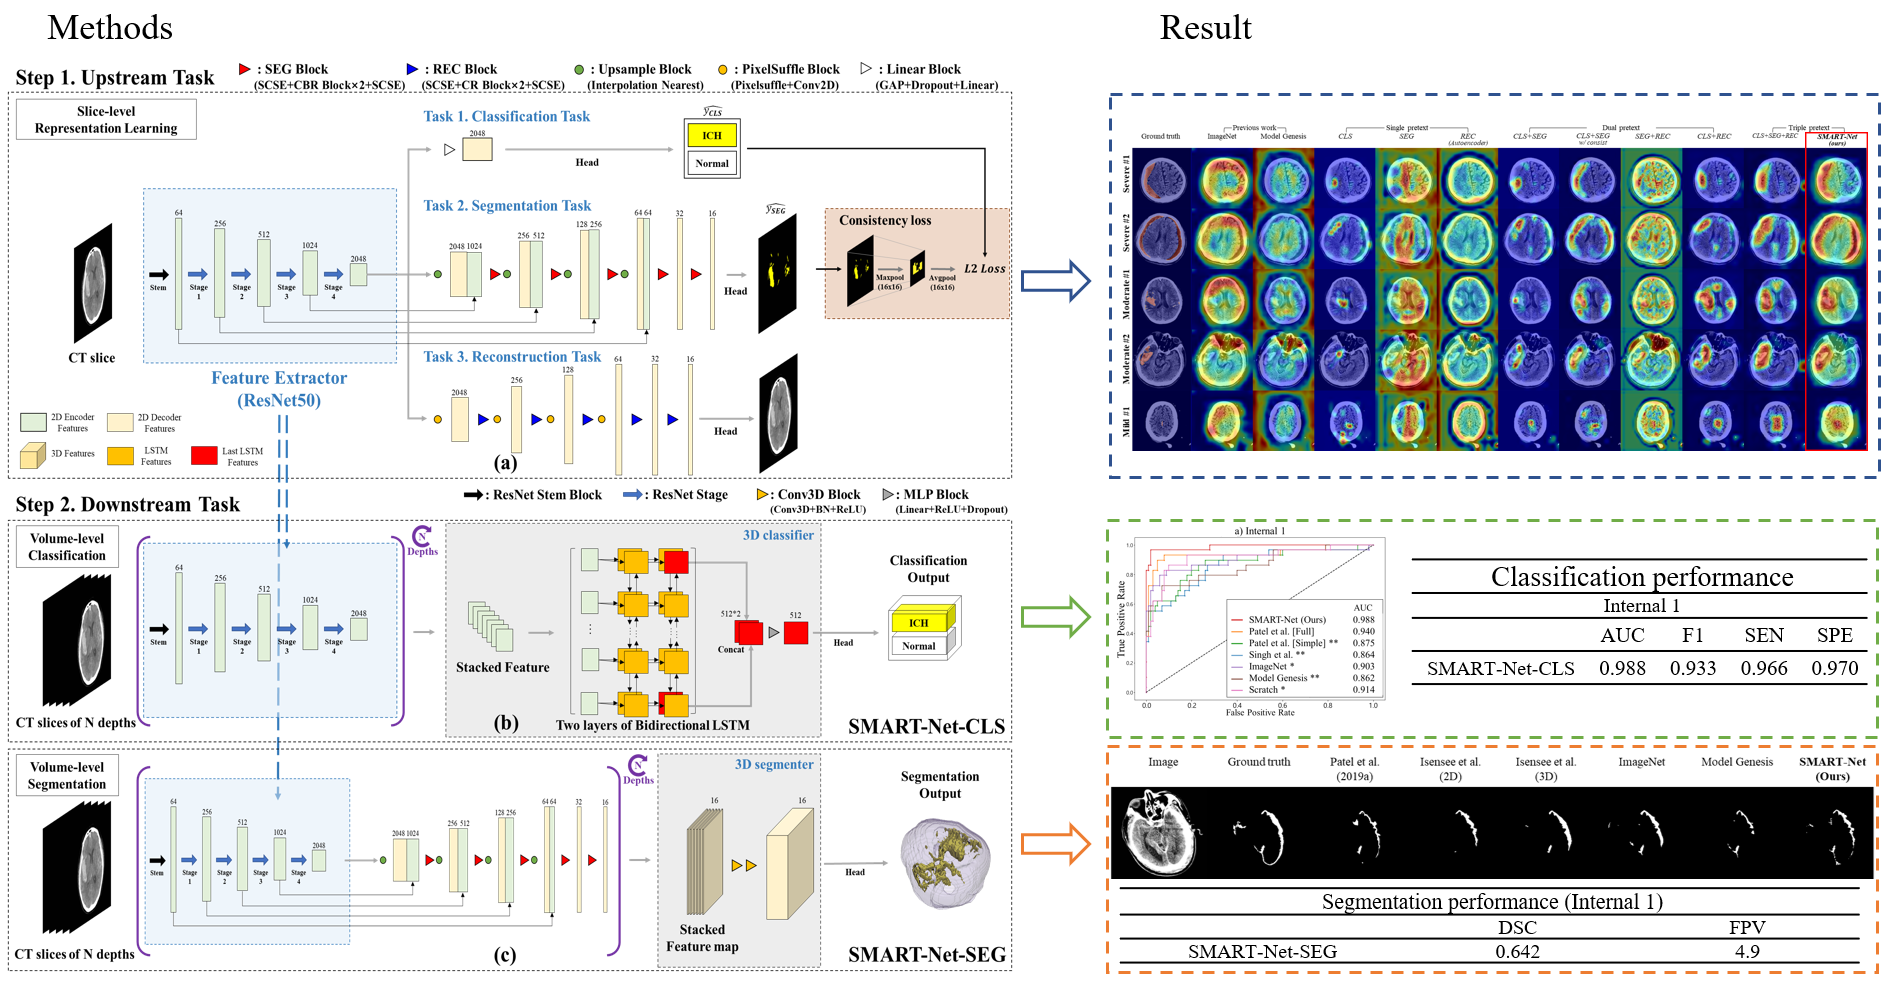 Methods
Result
Step 1. Upstream Task
: SEG Block
(SCSE+CBR Block×2+SCSE)
: REC Block
(SCSE+CR Block×2+SCSE)
: Upsample Block
(Interpolation Nearest)
: PixelSuffle Block
(Pixelsuffle+Conv2D)
: Linear Block
(GAP+Dropout+Linear)
Slice-level
Representation Learning
Task 1. Classification Task
2048
Head
ŷCLS
ICH
Normal
Task 2. Segmentation Task
64
256
512
1024
2048
Stem
Stage 1
Stage 2
Stage 3
Stage 4
CT slice
2048 1024
256 512
128 256
64 64
32
16
Head
ŷSEG
Consistency loss
Maxpool
(16x16)
Avgpool
(16x16)
L2 Loss
Feature Extractor
(ResNet50)
Task 3. Reconstruction Task
2048
256
128
64
32
16
Head
2D Encoder
Features
2D Decoder
Features
3D Features
LSTM
Features
Last LSTM
Features
(a)
Ground truth
Previous work
ImageNet
Model Genesis
Single pretext
CLS
SEG
REC
(Autoencoder)
Dual pretext
CLS+SEG
CLS+SEG
w/ consist
SEG+REC
CLS+REC
Triple pretext
CLS+SEG+REC
SMART-Net
(ours)
Severe #1
Severe #2
Moderate #1
Moderate #2
Mild #1
Step 2. Downstream Task
: ResNet Stem Block
: ResNet Stage
: Conv3D Block
(Conv3D+BN+ReLU)
: MLP Block
(Linear+ReLU+Dropout)
Volume-level
Classification
64
256
512
1024
2048
Stem
Stage 1
Stage 2
Stage 3
Stage 4
CT slices of N depths
N
Depths
3D classifier
Stacked Feature
512*2
Concat
512
Two layers of Bidirectional LSTM
(b)
Head
Classification
Output
ICH
Normal
SMART-Net-CLS
a) Internal 1
True Positive Rate
1.0
0.8
0.6
0.4
0.2
0.0
0.0 0.2 0.4 0.6 0.8 1.0
False Positive Rate
AUC
SMART-Net (Ours) 0.988
Patel et al. [Full] 0.940
Patel et al. [Simple] ** 0.875
Singh et al. ** 0.864
ImageNet * 0.903
Model Genesis ** 0.862
Scratch * 0.914
Classification performance
Internal 1
AUC F1 SEN SPE
SMART-Net-CLS 0.988 0.933 0.966 0.970
Volume-level
Segmentation
64
256
512
1024
2048
Stem
Stage 1
Stage 2
Stage 3
Stage 4
CT slices of N depths
2048 1024
256 512
128 256
64 64
32
16
N
Depths
(c)
3D segmenter
16
16
Stacked
Feature map
Head
Segmentation
Output
SMART-Net-SEG
Image
Ground truth
Patel et al.
(2019a)
Isensee et al.
(2D)
Isensee et al.
(3D)
ImageNet
Model Genesis
SMART-Net
(Ours)
Segmentation performance (Internal 1)
DSC FPV
SMART-Net-SEG 0.642 4.9